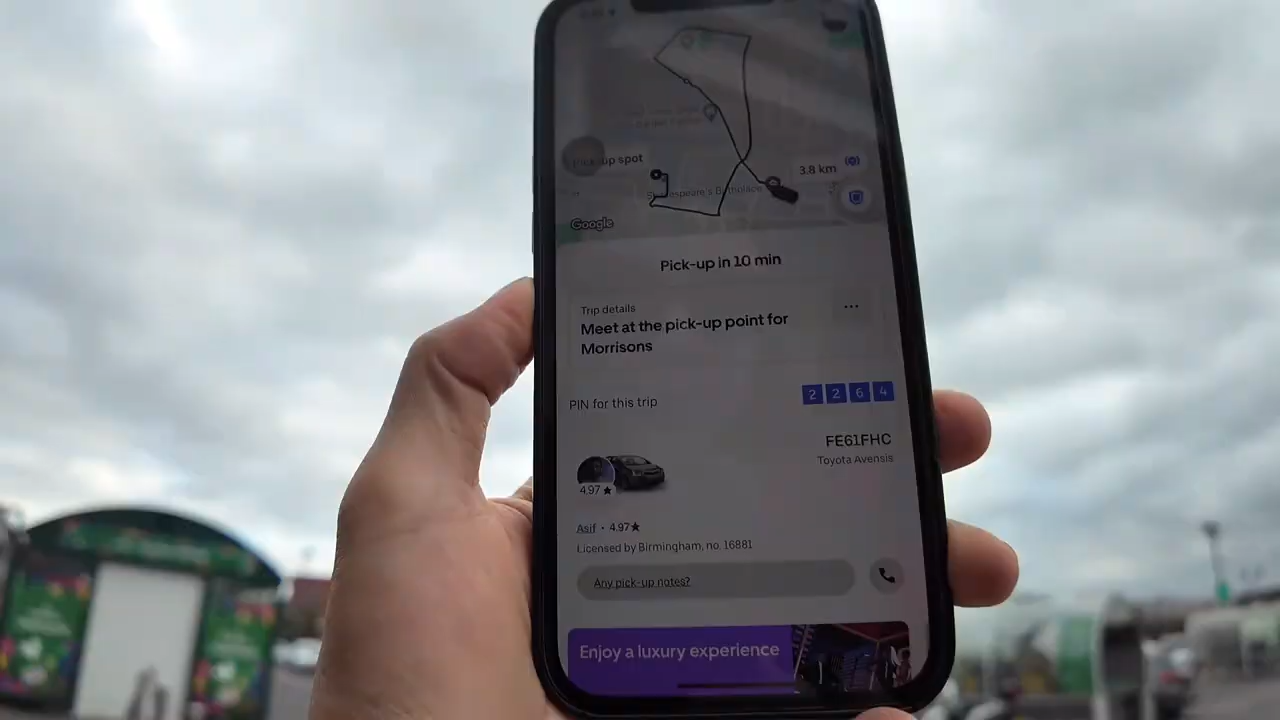 Pick-up spot
3.8 km
Shakespeare's Birthplace
Google
Pick-up in 10 min
Trip details
...
Meet at the pick-up point for
Morrisons
PIN for this trip
2 2 6 4
FE61FHC
Toyota Avensis
4.97★
Asif • 4.97★
Licensed by Birmingham, no. 16881
Any pick-up notes?
Enjoy a luxury experience